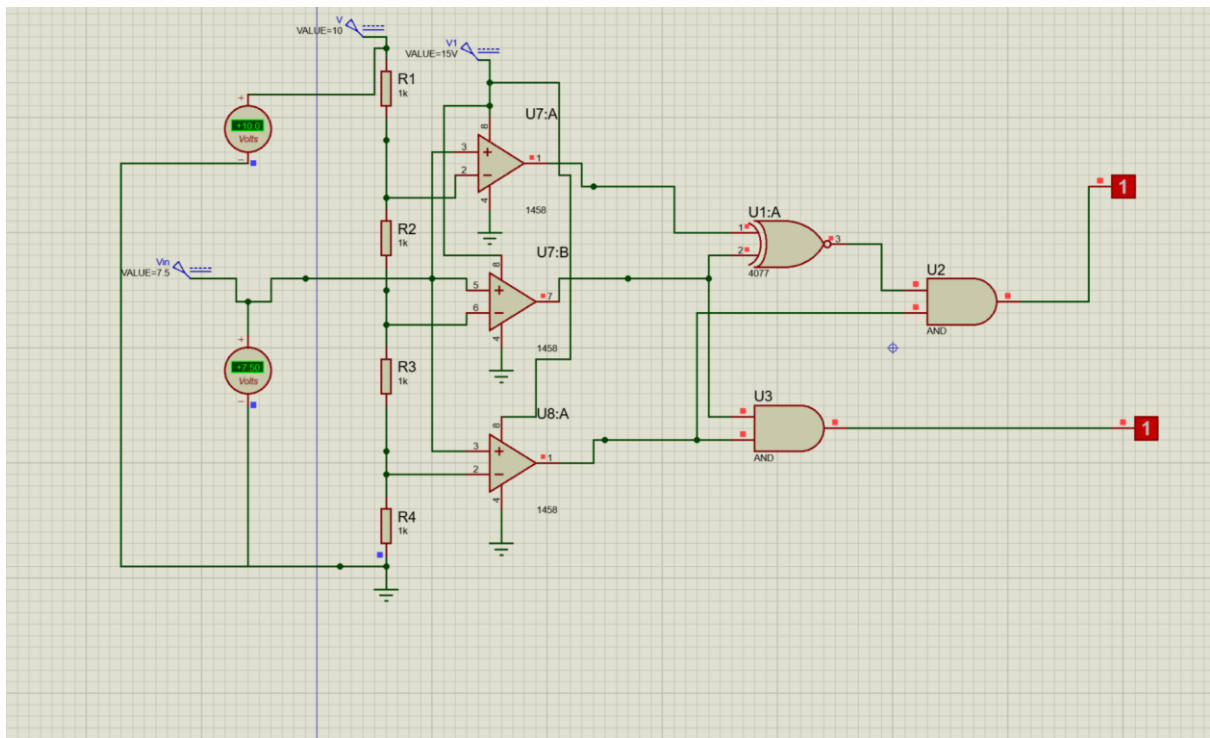 V
VALUE=10
V1
VALUE=15V
R1
1k
+10.0
Volts
U7:A
8
3
2
1
4
1458
1
U1:A
1
2
3
4077
R2
1k
U7:B
8
Vin
VALUE=7.5
5
6
7
4
1458
U2
AND
+7.50
Volts
R3
1k
U3
AND
1
U8:A
8
3
2
1
4
1458
R4
1k